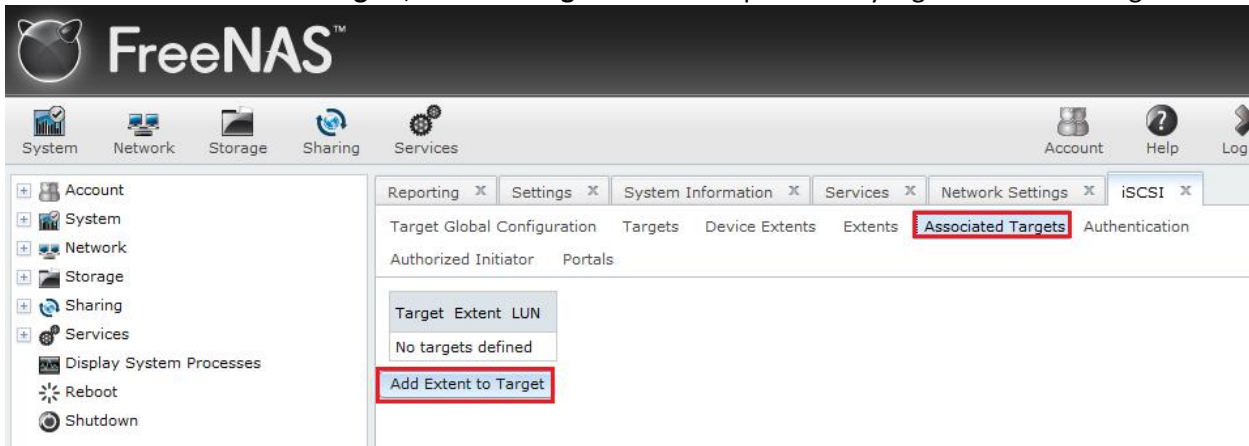 FreeNAS™
System Network Storage Sharing Services Account Help Log
Account
System
Network
Storage
Sharing
Services
Display System Processes
Reboot
Shutdown
Reporting X Settings X System Information X Services X Network Settings X iSCSI X
Target Global Configuration Targets Device Extents Extents Associated Targets Authentication
Authorized Initiator Portals
Target Extent LUN
No targets defined
Add Extent to Target